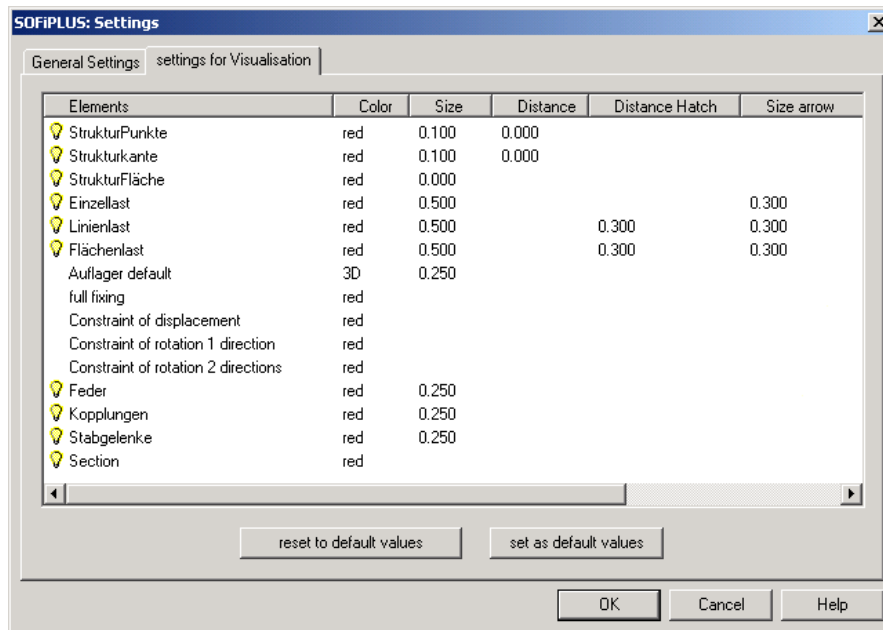 SOFiPLUS: Settings
General Settings settings for Visualisation
Elements Color Size Distance Distance Hatch Size arrow
StrukturPunkte red 0.100 0.000
Strukturkante red 0.100 0.000
StrukturFläche red 0.000
Einzellast red 0.500 0.300
Linienlast red 0.500 0.300 0.300
Flächenlast red 0.500 0.300 0.300
Auflager default 3D 0.250
full fixing red
Constraint of displacement red
Constraint of rotation 1 direction red
Constraint of rotation 2 directions red
Feder red 0.250
Kopplungen red 0.250
Stabgelenke red 0.250
Section red
reset to default values set as default values
OK Cancel Help